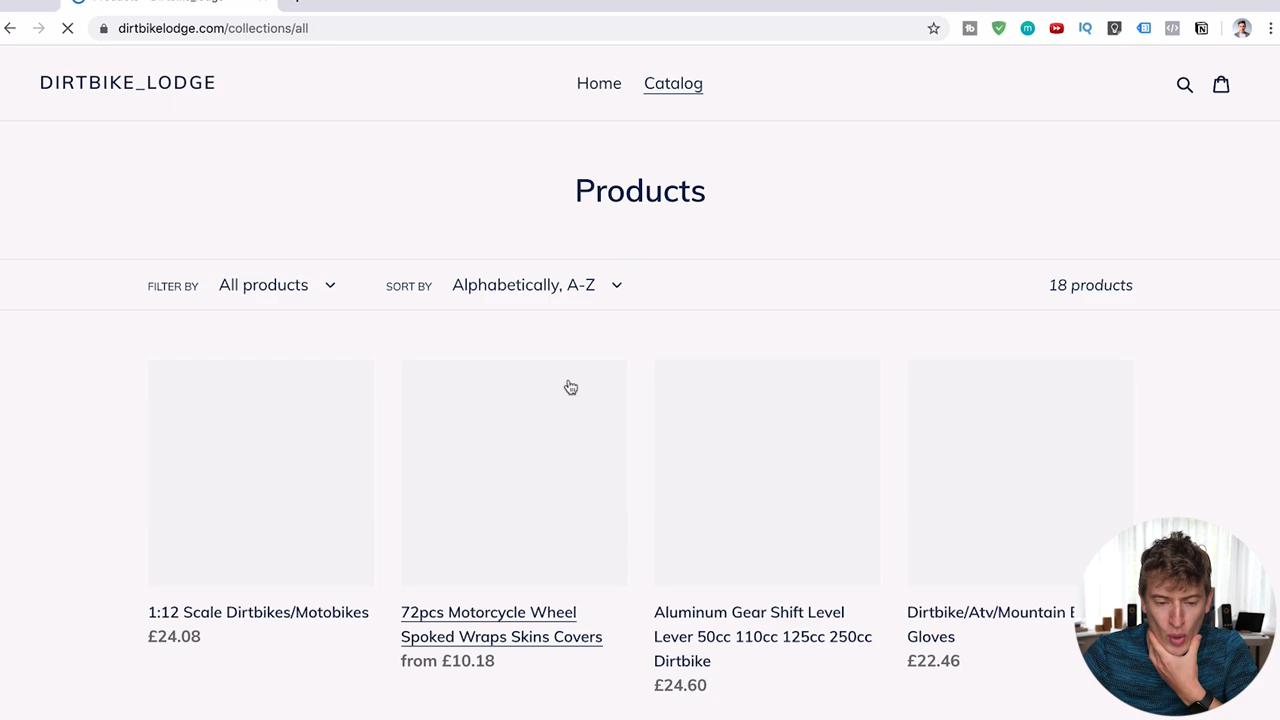 dirtbikelodge.com/collections/all
DIRTBIKE_LODGE
Home
Catalog
Products
FILTER BY
All products
SORT BY
Alphabetically, A-Z
18 products
1:12 Scale Dirtbikes/Motobikes
£24.08
72pcs Motorcycle Wheel
Spoked Wraps Skins Covers
from £10.18
Aluminum Gear Shift Level
Lever 50cc 110cc 125cc 250cc
Dirtbike
£24.60
Dirtbike/Atv/Mountain
Gloves
£22.46